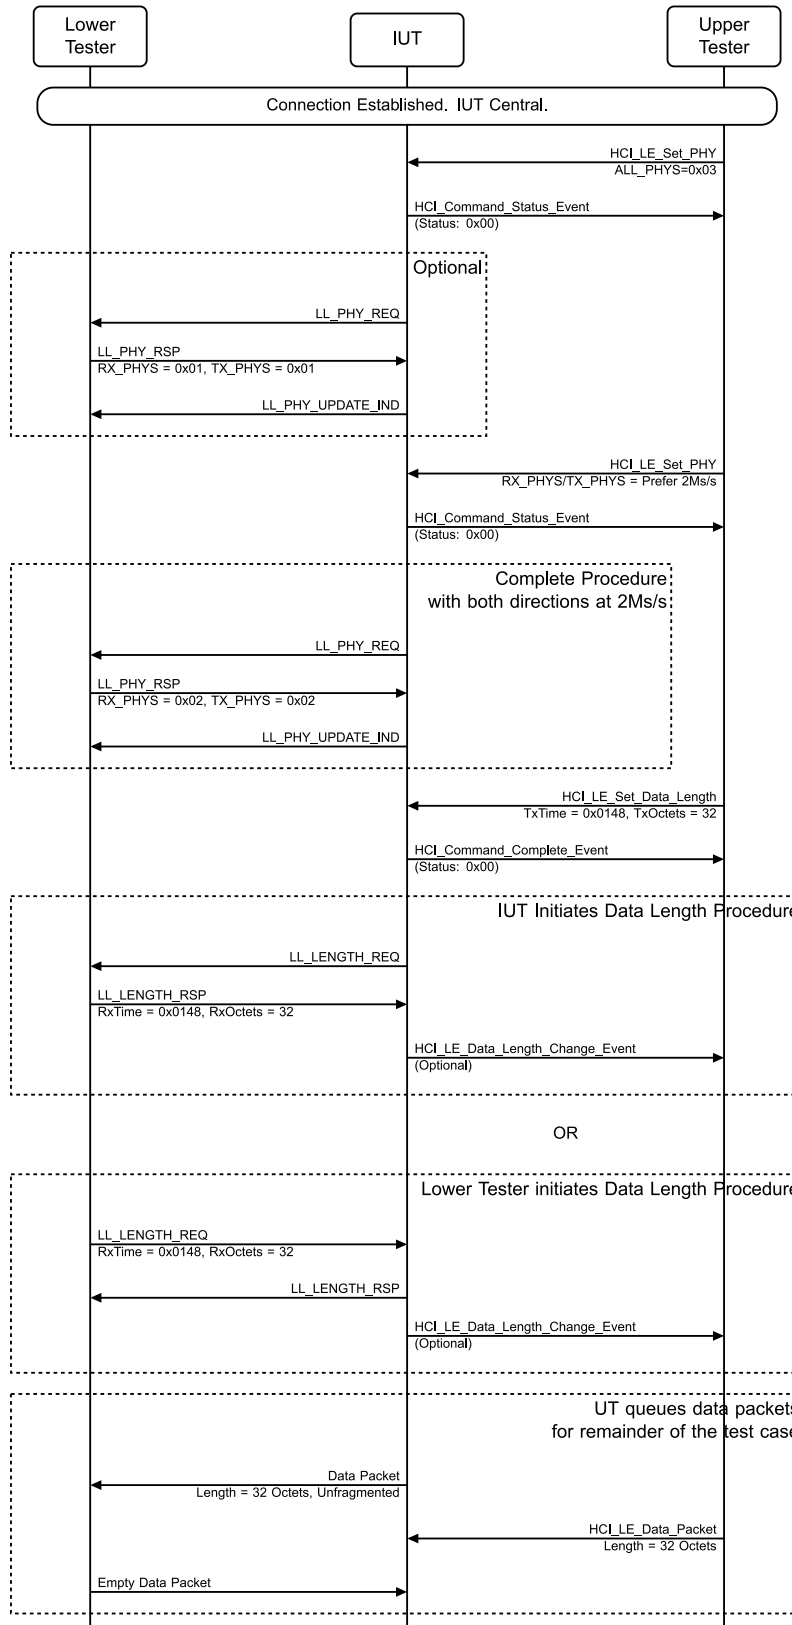 Lower
Tester
IUT
Upper
Tester
Connection Established. IUT Central.
HCI_LE_Set_PHY
ALL_PHYS=0x03
HCI_Command_Status_Event
(Status: 0x00)
Optional
LL_PHY_REQ
LL_PHY_RSP
RX_PHYS = 0x01, TX_PHYS = 0x01
LL_PHY_UPDATE_IND
HCI_LE_Set_PHY
RX_PHYS/TX_PHYS = Prefer 2Ms/s
HCI_Command_Status_Event
(Status: 0x00)
Complete Procedure
with both directions at 2Ms/s
LL_PHY_REQ
LL_PHY_RSP
RX_PHYS = 0x02, TX_PHYS = 0x02
LL_PHY_UPDATE_IND
HCI_LE_Set_Data_Length
TxTime = 0x0148, TxOctets = 32
HCI_Command_Complete_Event
(Status: 0x00)
IUT Initiates Data Length Procedure
LL_LENGTH_REQ
LL_LENGTH_RSP
RxTime = 0x0148, RxOctets = 32
HCI_LE_Data_Length_Change_Event
(Optional)
OR
Lower Tester initiates Data Length Procedure
LL_LENGTH_REQ
RxTime = 0x0148, RxOctets = 32
LL_LENGTH_RSP
HCI_LE_Data_Length_Change_Event
(Optional)
UT queues data packets
for remainder of the test case
Data Packet
Length = 32 Octets, Unfragmented
HCI_LE_Data_Packet
Length = 32 Octets
Empty Data Packet